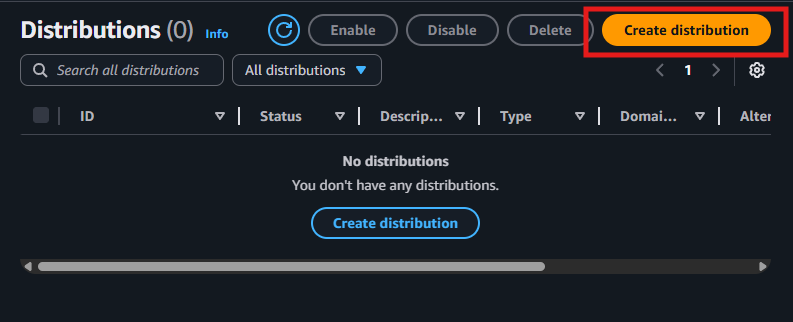 Distributions (0) Info Enable Disable Delete Create distribution
Search all distributions All distributions 1
ID Status Descrip... Type Domai... Alter
No distributions
You don't have any distributions.
Create distribution